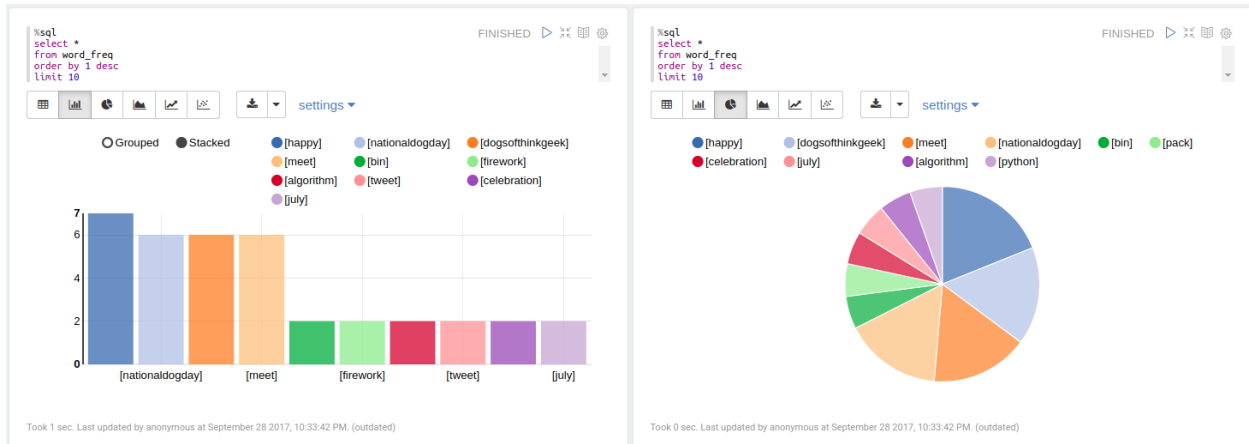 %sql
select *
from word_freq
order by 1 desc
limit 10
FINISHED
settings
Grouped Stacked
[happy] [nationaldogday] [dogsofthinkgeek]
[meet] [bin] [firework]
[algorithm] [tweet] [celebration]
[july]
7
6
4
2
0
[nationaldogday] [meet] [firework] [tweet] [july]
Took 1 sec. Last updated by anonymous at September 28 2017, 10:33:42 PM. (outdated)
%sql
select *
from word_freq
order by 1 desc
limit 10
FINISHED
settings
[happy] [dogsofthinkgeek] [meet] [nationaldogday] [bin] [pack]
[celebration] [july] [algorithm] [python]
Took 0 sec. Last updated by anonymous at September 28 2017, 10:33:42 PM. (outdated)